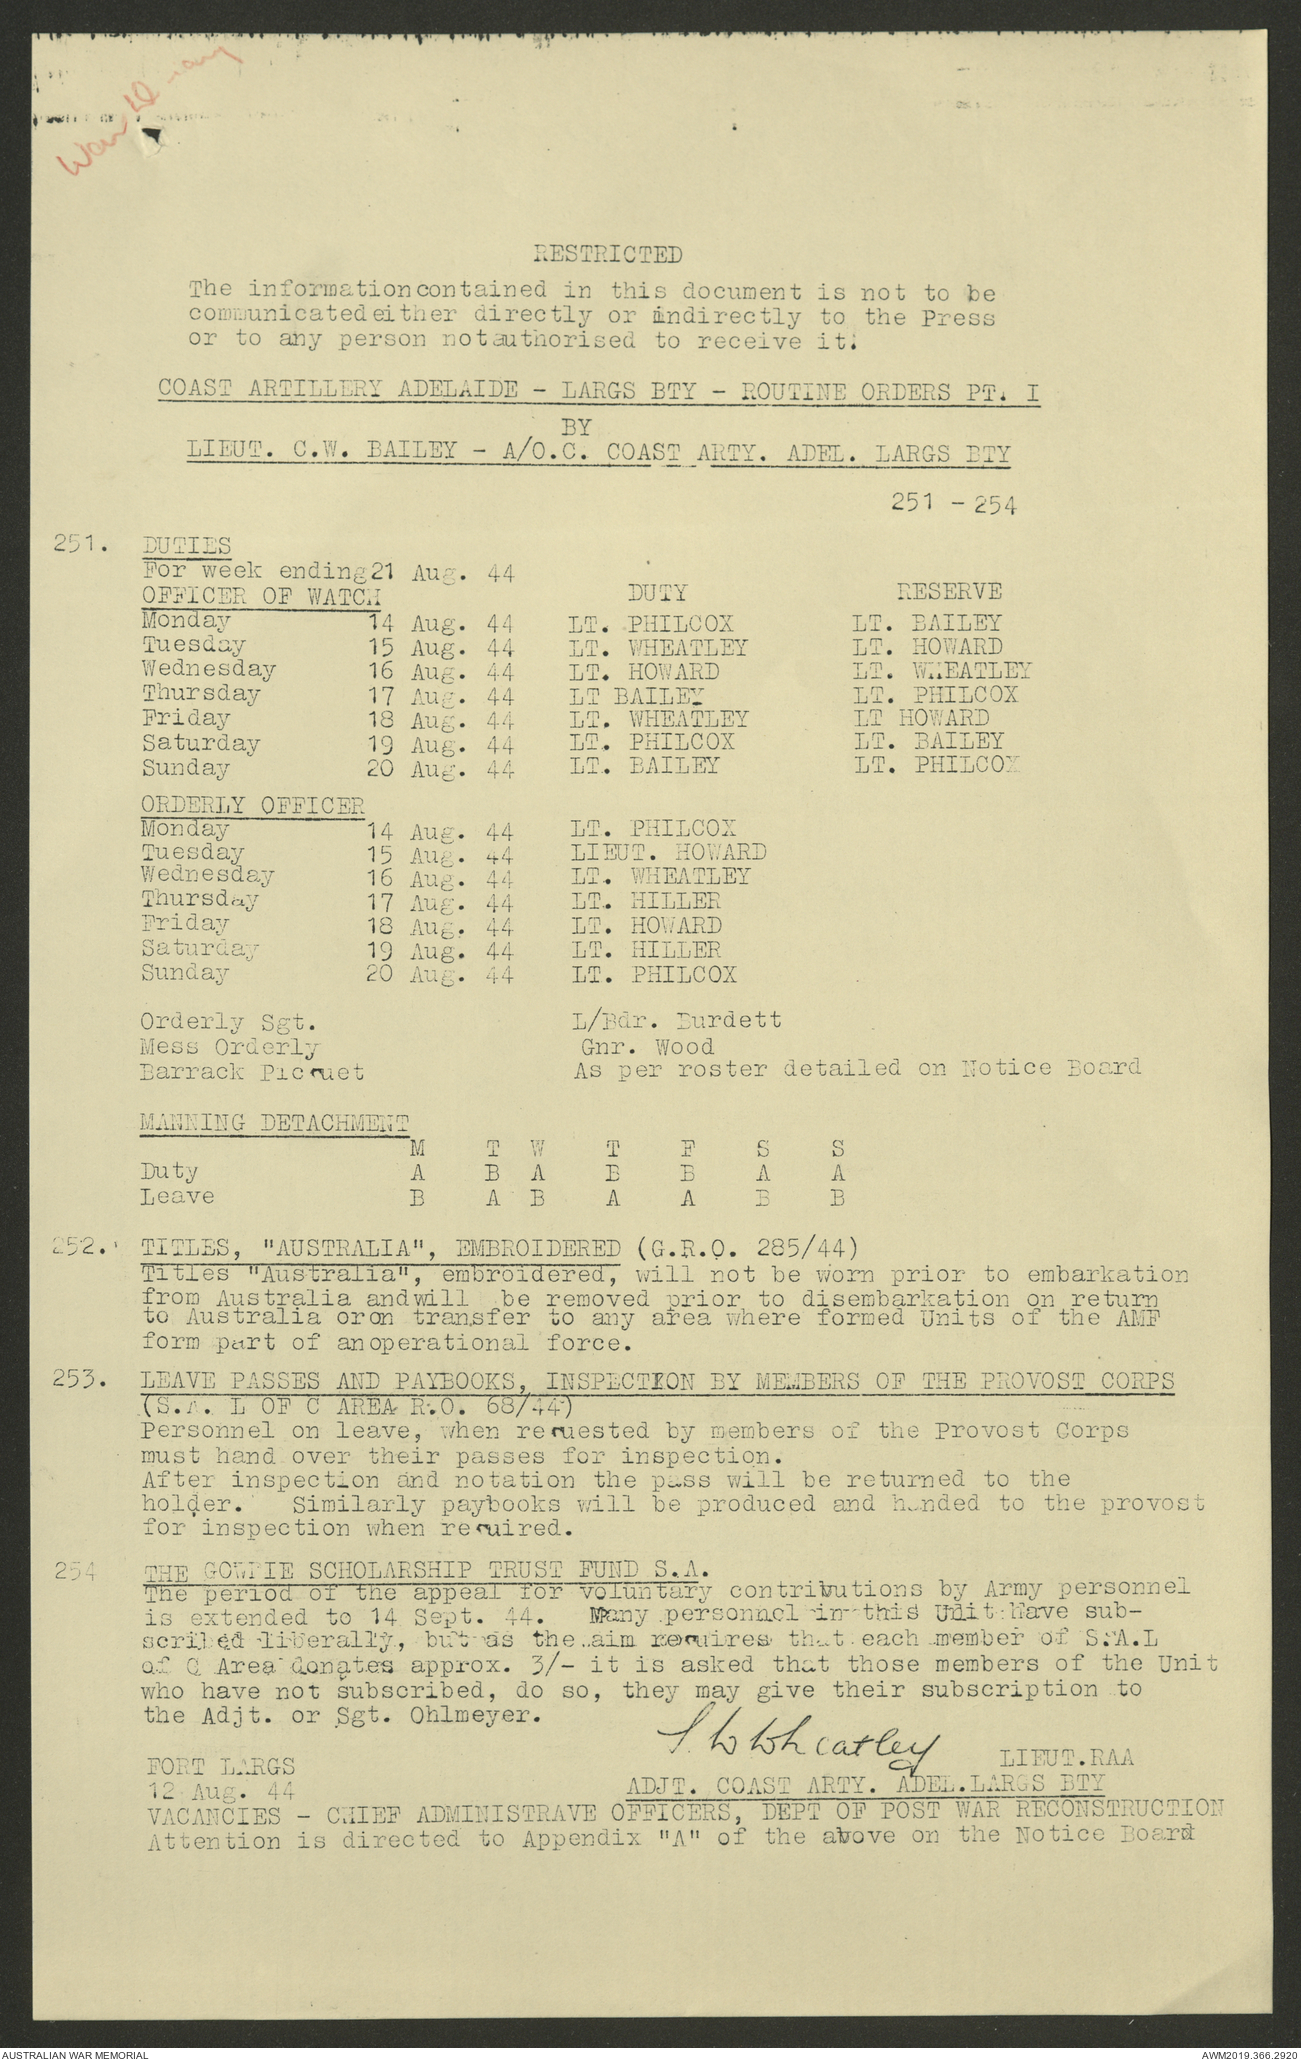 War Diary
RESTRICTED
The information contained in this document is not to be
communicated either directly or indirectly to the Press
or to any person not authorised to receive it.
COAST ARTILLERY ADELAIDE - LARGS BTY - ROUTINE ORDERS PT. I
BY
LIEUT. C.W. BAILEY - A/O.C. COAST ARTY. ADEL. LARGS BTY
251 - 254
251. DUTIES
For week ending 21 Aug. 44
OFFICER OF WATCH DUTY RESERVE
Monday 14 Aug. 44 LT. PHILCOX LT. BAILEY
Tuesday 15 Aug. 44 LT. WHEATLEY LT. HOWARD
Wednesday 16 Aug. 44 LT. HOWARD LT. WHEATLEY
Thursday 17 Aug. 44 LT BAILEY LT. PHILCOX
Friday 18 Aug. 44 LT. WHEATLEY LT HOWARD
Saturday 19 Aug. 44 LT. PHILCOX LT. BAILEY
Sunday 20 Aug. 44 LT. BAILEY LT. PHILCOX
ORDERLY OFFICER
Monday 14 Aug. 44 LT. PHILCOX
Tuesday 15 Aug. 44 LIEUT. HOWARD
Wednesday 16 Aug. 44 LT. WHEATLEY
Thursday 17 Aug. 44 LT. HILLER
Friday 18 Aug. 44 LT. HOWARD
Saturday 19 Aug. 44 LT. HILLER
Sunday 20 Aug. 44 LT. PHILCOX
Orderly Sgt. L/Bdr. Burdett
Mess Orderly Gnr. Wood
Barrack Picquet As per roster detailed on Notice Board
MANNING DETACHMENT
M T W T F S S
Duty A B A B B A A
Leave B A B A A B B
252. TITLES, "AUSTRALIA", EMBROIDERED (G.R.O. 285/44)
Titles "Australia", embroidered, will not be worn prior to embarkation
from Australia and will be removed prior to disembarkation on return
to Australia or on transfer to any area where formed Units of the AMF
form part of an operational force.
253. LEAVE PASSES AND PAYBOOKS, INSPECTION BY MEMBERS OF THE PROVOST CORPS
(S.A. L OF C AREA R.O. 68/44)
Personnel on leave, when requested by members of the Provost Corps
must hand over their passes for inspection.
After inspection and notation the pass will be returned to the
holder. Similarly paybooks will be produced and handed to the provost
for inspection when required.
254 THE GOWRIE SCHOLARSHIP TRUST FUND S.A.
The period of the appeal for voluntary contributions by Army personnel
is extended to 14 Sept. 44. Many personnel in this Unit have sub-
scribed liberally, but as the aim requires that each member of S.A.L
of C Area donates approx. 3/- it is asked that those members of the Unit
who have not subscribed, do so, they may give their subscription to
the Adjt. or Sgt. Ohlmeyer.
S W Wheatley
FORT LARGS LIEUT.RAA
12 Aug. 44 ADJT. COAST ARTY. ADEL.LARGS BTY
VACANCIES - CHIEF ADMINISTRAVE OFFICERS, DEPT OF POST WAR RECONSTRUCTION
Attention is directed to Appendix "A" of the above on the Notice Board
AUSTRALIAN WAR MEMORIAL AWM2019.366.2920